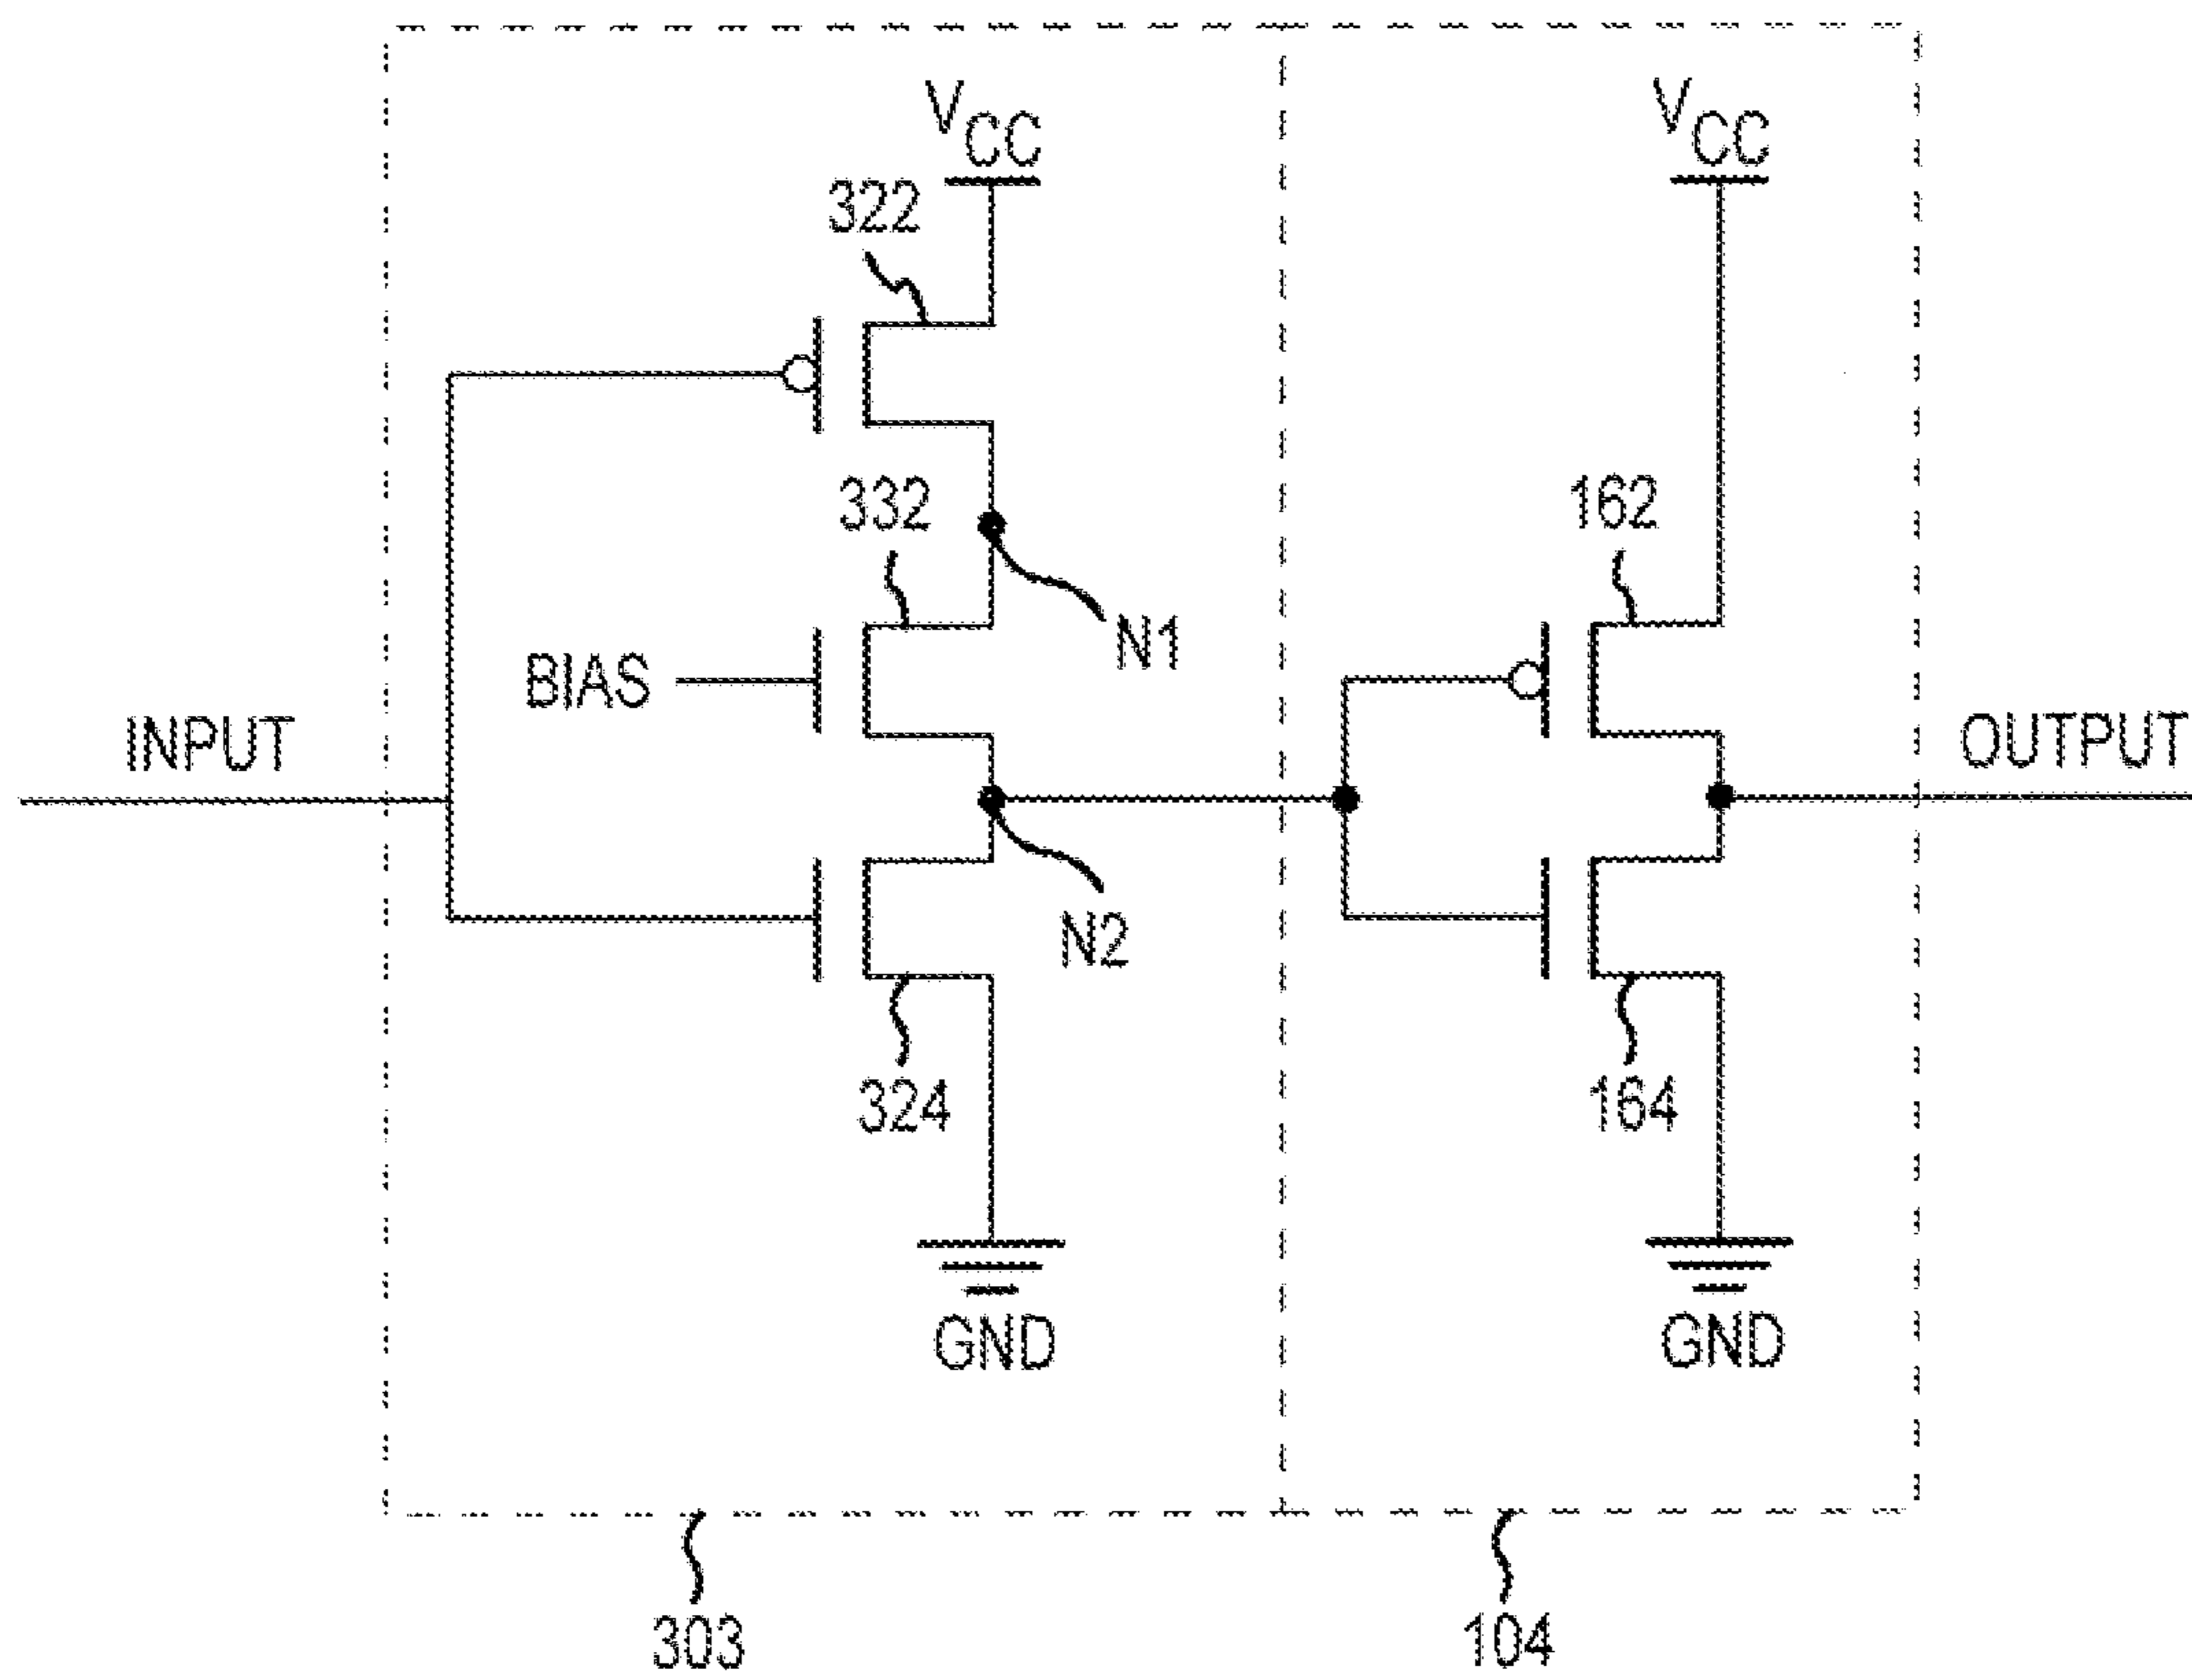 VCC
VCC
322
332
162
N1
BIAS
INPUT
OUTPUT
N2
324
164
GND
GND
303
104